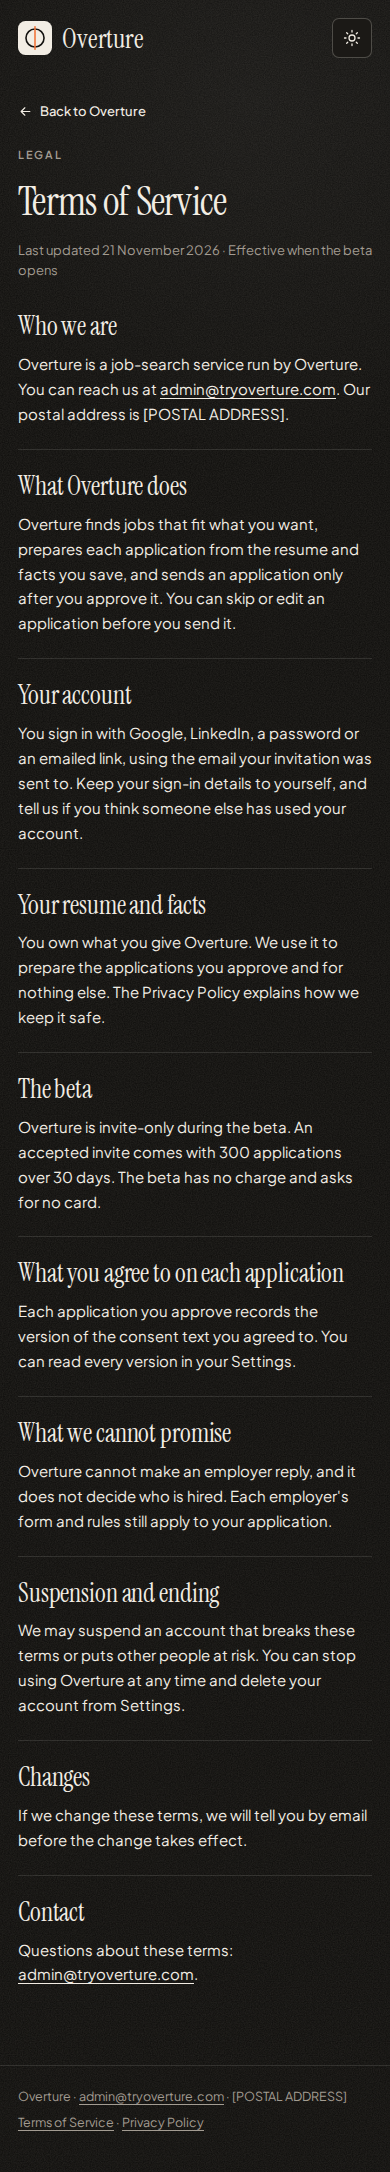 Overture
← Back to Overture
LEGAL
Terms of Service
Last updated 21 November 2026 · Effective when the beta
opens
Who we are
Overture is a job-search service run by Overture.
You can reach us at admin@tryoverture.com. Our
postal address is [POSTAL ADDRESS].
What Overture does
Overture finds jobs that fit what you want,
prepares each application from the resume and
facts you save, and sends an application only
after you approve it. You can skip or edit an
application before you send it.
Your account
You sign in with Google, LinkedIn, a password or
an emailed link, using the email your invitation was
sent to. Keep your sign-in details to yourself, and
tell us if you think someone else has used your
account.
Your resume and facts
You own what you give Overture. We use it to
prepare the applications you approve and for
nothing else. The Privacy Policy explains how we
keep it safe.
The beta
Overture is invite-only during the beta. An
accepted invite comes with 300 applications
over 30 days. The beta has no charge and asks
for no card.
What you agree to on each application
Each application you approve records the
version of the consent text you agreed to. You
can read every version in your Settings.
What we cannot promise
Overture cannot make an employer reply, and it
does not decide who is hired. Each employer's
form and rules still apply to your application.
Suspension and ending
We may suspend an account that breaks these
terms or puts other people at risk. You can stop
using Overture at any time and delete your
account from Settings.
Changes
If we change these terms, we will tell you by email
before the change takes effect.
Contact
Questions about these terms:
admin@tryoverture.com.
Overture · admin@tryoverture.com · [POSTAL ADDRESS]
Terms of Service · Privacy Policy